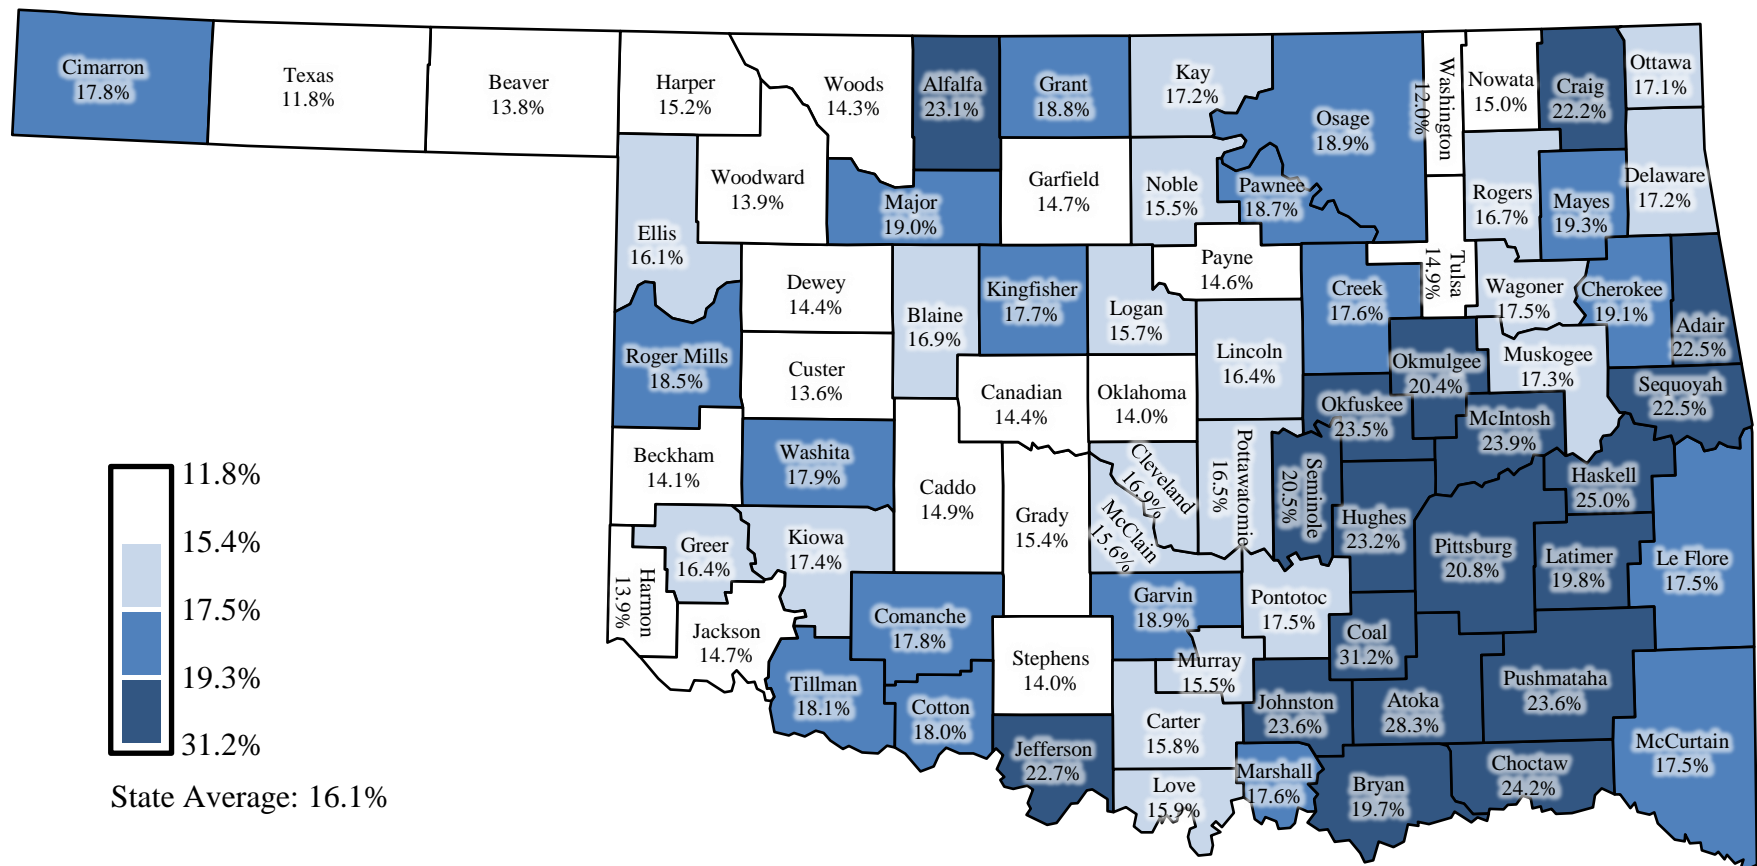 Cimarron
17.8%
Texas
11.8%
Beaver
13.8%
Harper
15.2%
Woods
14.3%
Alfalfa
23.1%
Grant
18.8%
Kay
17.2%
Osage
18.9%
Washington
12.0%
Nowata
15.0%
Craig
22.2%
Ottawa
17.1%
Woodward
13.9%
Major
19.0%
Garfield
14.7%
Noble
15.5%
Pawnee
18.7%
Rogers
16.7%
Mayes
19.3%
Delaware
17.2%
Ellis
16.1%
Dewey
14.4%
Blaine
16.9%
Kingfisher
17.7%
Logan
15.7%
Payne
14.6%
Creek
17.6%
Tulsa
14.9%
Wagoner
17.5%
Cherokee
19.1%
Adair
22.5%
Roger Mills
18.5%
Custer
13.6%
Canadian
14.4%
Oklahoma
14.0%
Lincoln
16.4%
Okmulgee
20.4%
Muskogee
17.3%
Sequoyah
22.5%
Okfuskee
23.5%
McIntosh
23.9%
Beckham
14.1%
Washita
17.9%
Caddo
14.9%
Grady
15.4%
Cleveland
16.9%
McClain
15.6%
Pottawatomie
16.5%
Seminole
20.5%
Hughes
23.2%
Haskell
25.0%
Pittsburg
20.8%
Latimer
19.8%
Le Flore
17.5%
Greer
16.4%
Kiowa
17.4%
Harmon
13.9%
Jackson
14.7%
Comanche
17.8%
Garvin
18.9%
Pontotoc
17.5%
Coal
31.2%
Stephens
14.0%
Murray
15.5%
Tillman
18.1%
Cotton
18.0%
Carter
15.8%
Johnston
23.6%
Atoka
28.3%
Pushmataha
23.6%
McCurtain
17.5%
Jefferson
22.7%
Love
15.9%
Marshall
17.6%
Bryan
19.7%
Choctaw
24.2%
11.8%
15.4%
17.5%
19.3%
31.2%
State Average: 16.1%